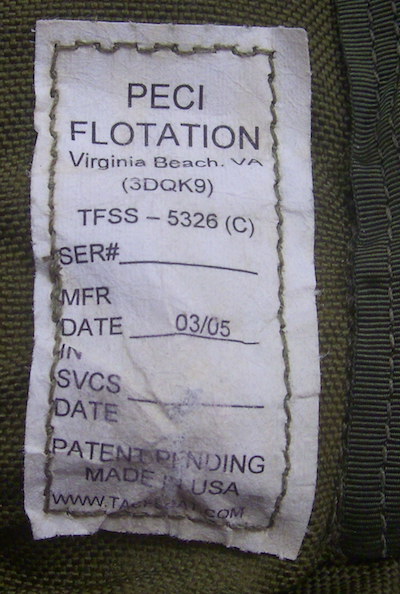 PECI
FLOTATION
Virginia Beach, VA
(3DQK9)
TFSS – 5326 (C)
SER#
MFR
DATE 03/05
IN
SVCS
DATE
PATENT PENDING
MADE IN USA